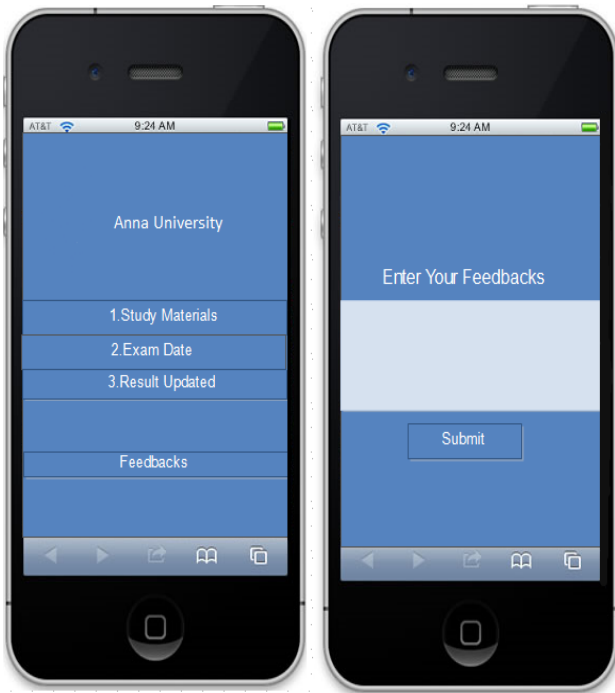 AT&T 9:24 AM
Anna University
1.Study Materials
2.Exam Date
3.Result Updated
Feedbacks
AT&T 9:24 AM
Enter Your Feedbacks
Submit